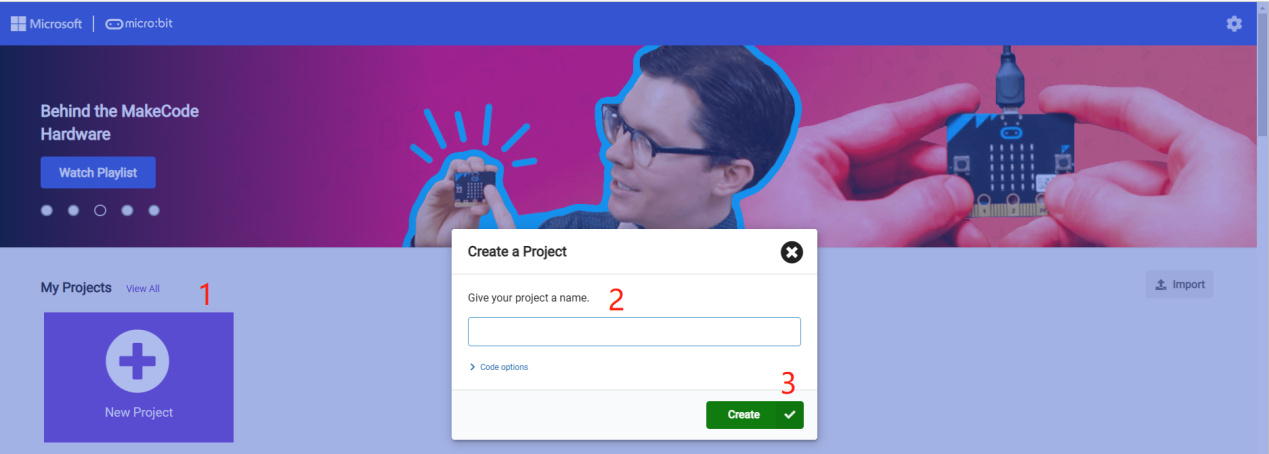 Microsoft micro:bit
Behind the MakeCode
Hardware
Watch Playlist
Create a Project
My Projects View All 1
Import
Give your project a name. 2
Code options
3
New Project
Create